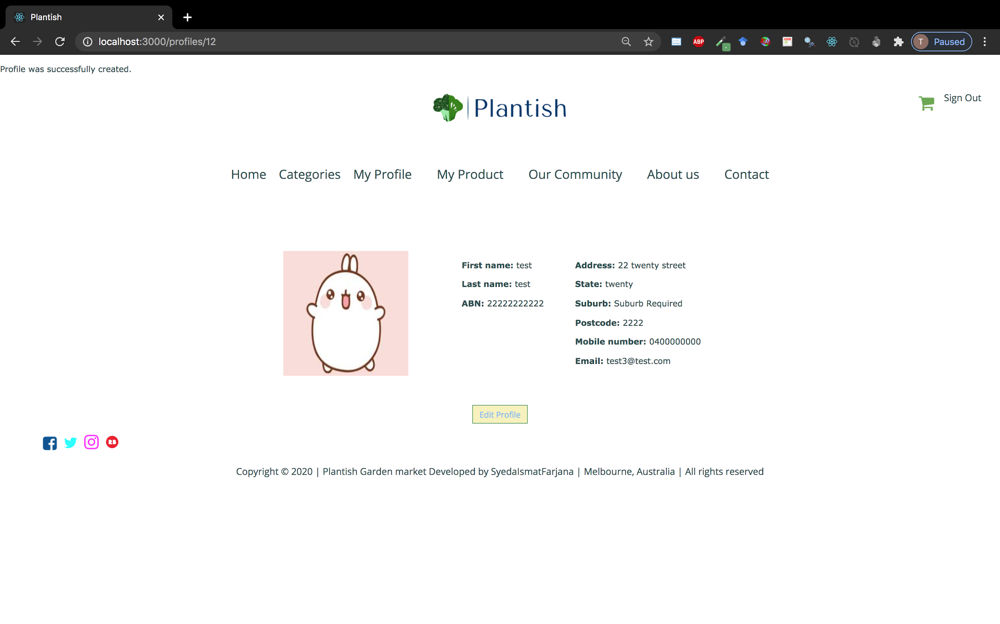 Plantish
localhost:3000/profiles/12
ABP
T Paused
Profile was successfully created.
Plantish
Sign Out
Home Categories My Profile My Product Our Community About us Contact
First name: test
Last name: test
ABN: 22222222222
Address: 22 twenty street
State: twenty
Suburb: Suburb Required
Postcode: 2222
Mobile number: 0400000000
Email: test3@test.com
Edit Profile
RB
Copyright © 2020 | Plantish Garden market Developed by SyedaIsmatFarjana | Melbourne, Australia | All rights reserved